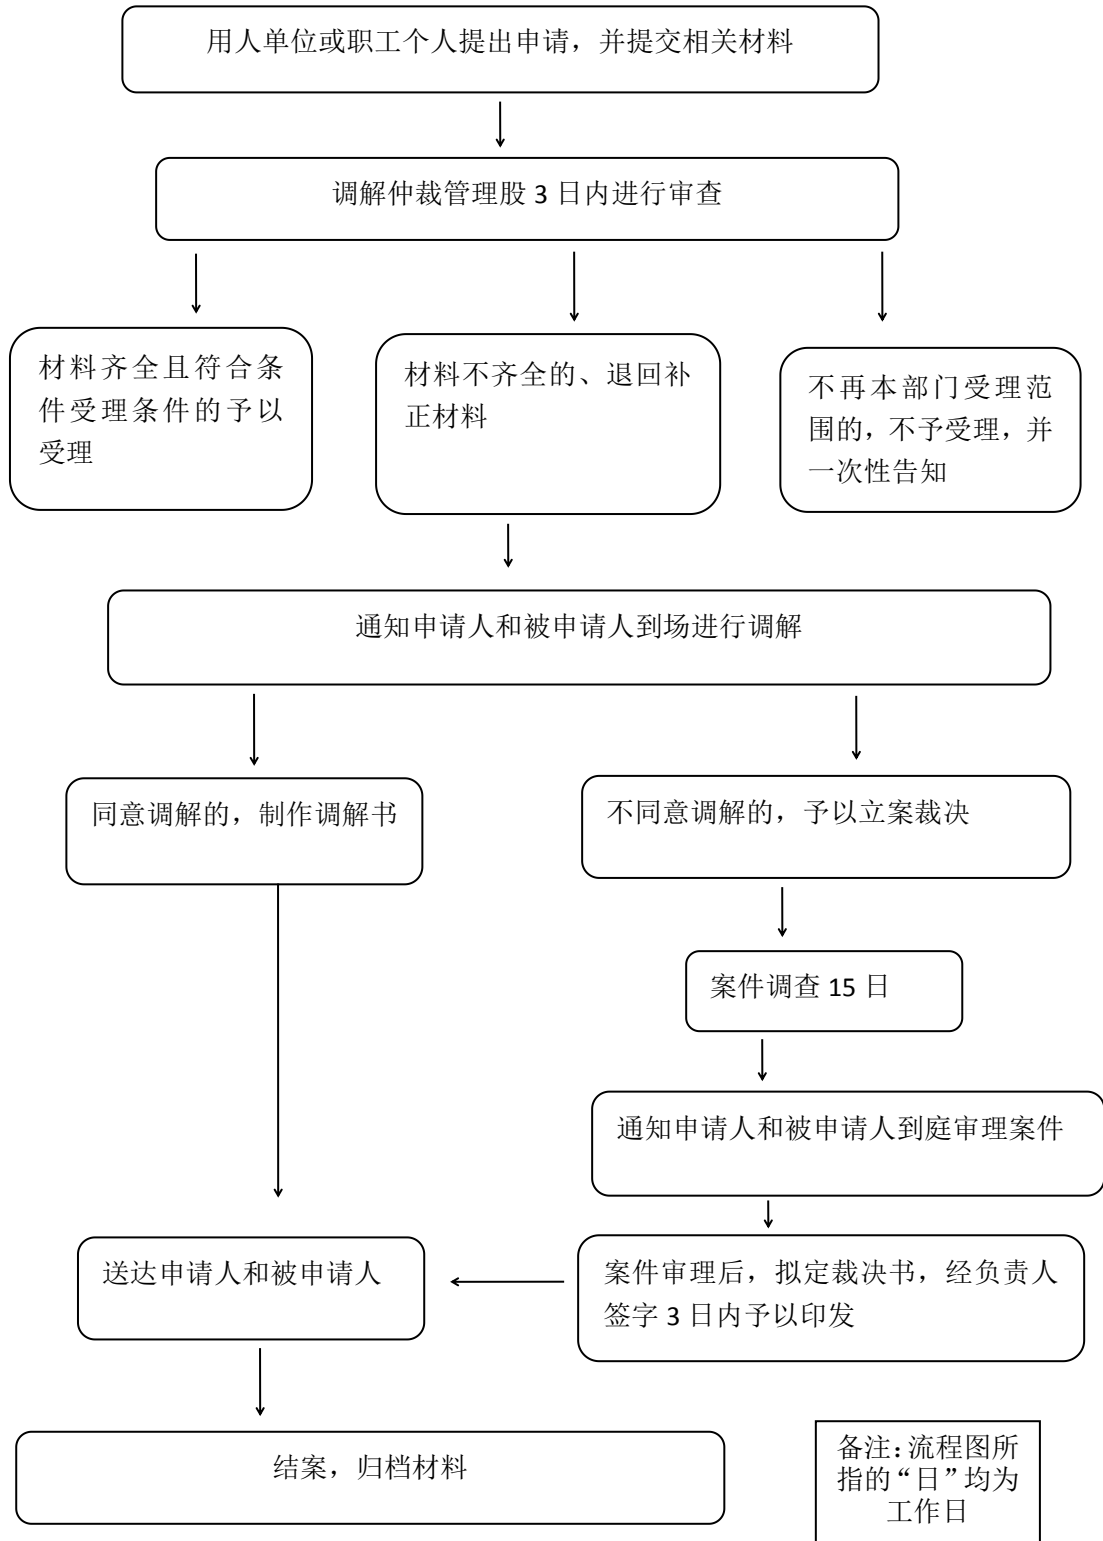 用人单位或职工个人提出申请，并提交相关材料
调解仲裁管理股 3 日内进行审查
材料齐全且符合条
件受理条件的予以
受理
材料不齐全的、退回补
正材料
不再本部门受理范
围的，不予受理，并
一次性告知
通知申请人和被申请人到场进行调解
同意调解的，制作调解书
不同意调解的，予以立案裁决
案件调查 15 日
通知申请人和被申请人到庭审理案件
送达申请人和被申请人
案件审理后，拟定裁决书，经负责人
签字 3 日内予以印发
结案，归档材料
备注：流程图所
指的“日”均为
工作日